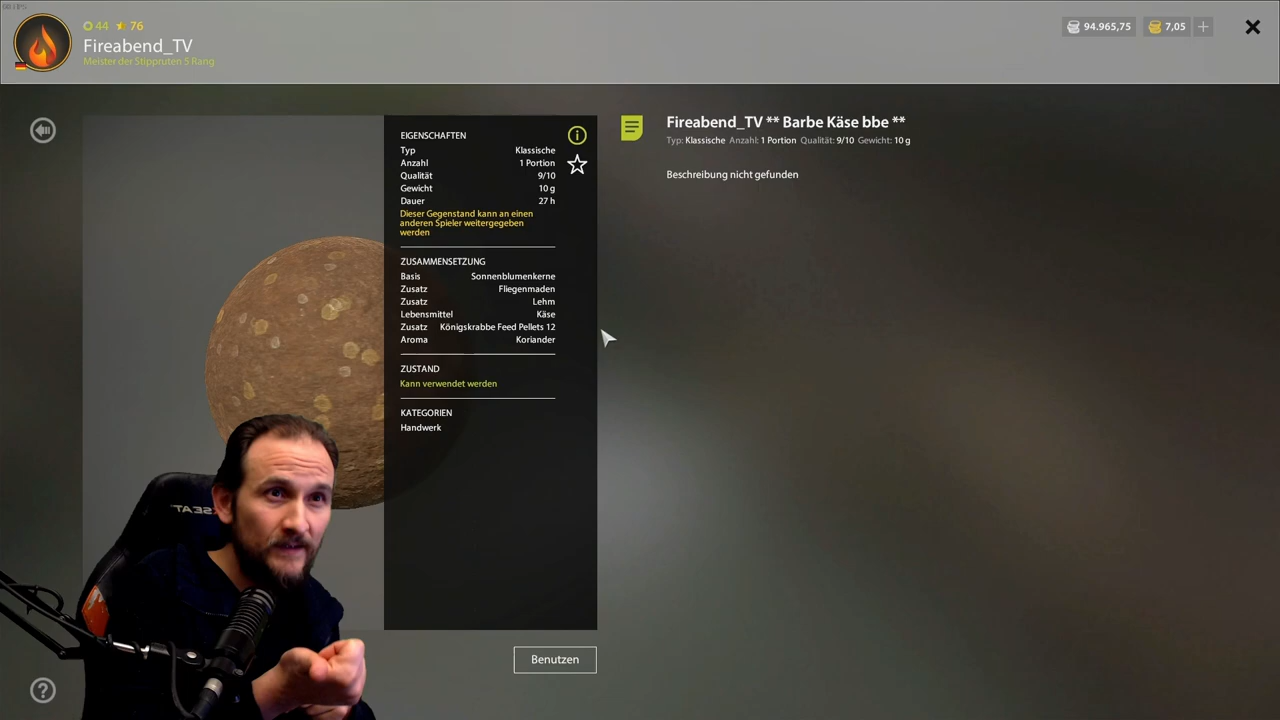 44 76
Fireabend_TV
Meister der Stippruten 5 Rang
94.965,75
7,05
EIGENSCHAFTEN
Typ Klassische
Anzahl 1 Portion
Qualität 9/10
Gewicht 10 g
Dauer 27 h
Dieser Gegenstand kann an einen
anderen Spieler weitergegeben
werden
ZUSAMMENSETZUNG
Basis Sonnenblumenkerne
Zusatz Fliegenmaden
Zusatz Lehm
Lebensmittel Käse
Zusatz Königskrabbe Feed Pellets 12
Aroma Koriander
ZUSTAND
Kann verwendet werden
KATEGORIEN
Handwerk
Benutzen
Fireabend_TV ** Barbe Käse bbe **
Typ: Klassische Anzahl: 1 Portion Qualität: 9/10 Gewicht: 10 g
Beschreibung nicht gefunden